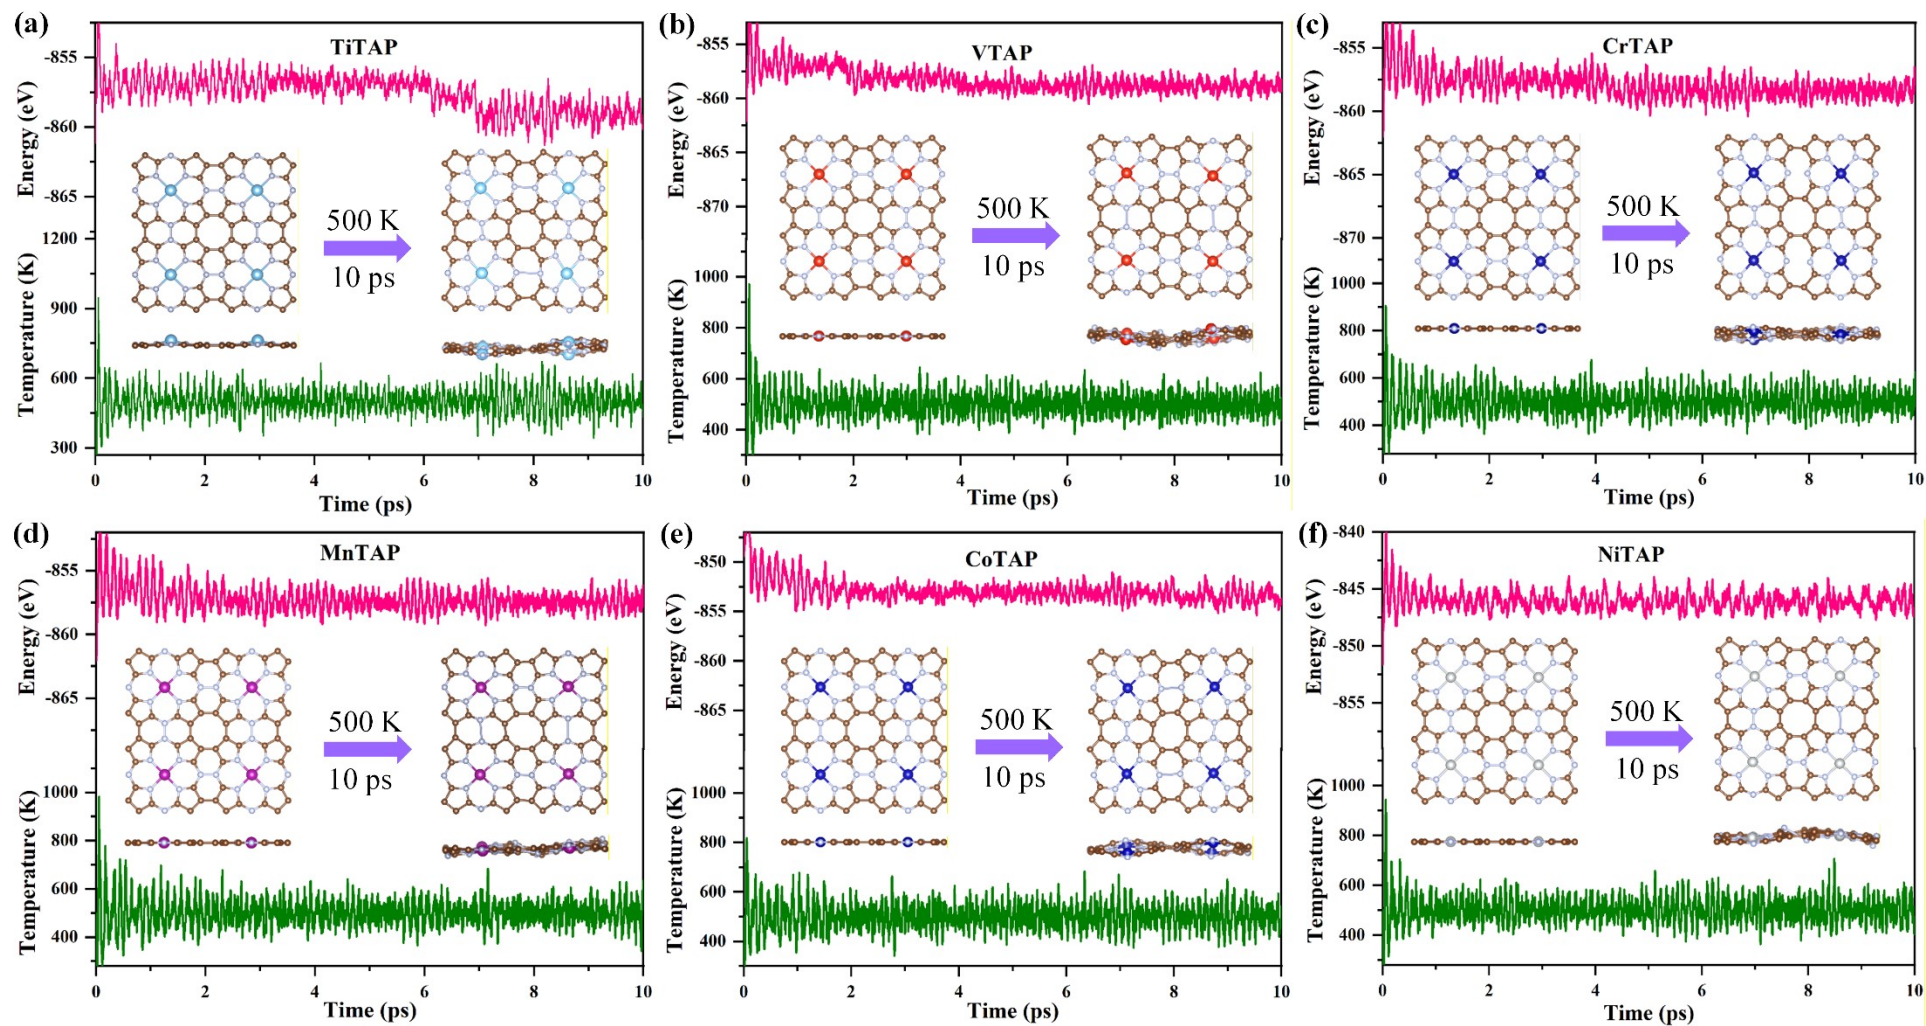 (a)
TiTAP
Energy (eV)
-855
-860
-865
Temperature (K)
1200
900
600
300
500 K
10 ps
0 2 4 6 8 10
Time (ps)
(b)
VTAP
Energy (eV)
-855
-860
-865
-870
Temperature (K)
1000
800
600
400
500 K
10 ps
0 2 4 6 8 10
Time (ps)
(c)
CrTAP
Energy (eV)
-855
-860
-865
-870
Temperature (K)
1000
800
600
400
500 K
10 ps
0 2 4 6 8 10
Time (ps)
(d)
MnTAP
Energy (eV)
-855
-860
-865
Temperature (K)
1000
800
600
400
500 K
10 ps
0 2 4 6 8 10
Time (ps)
(e)
CoTAP
Energy (eV)
-850
-855
-860
-865
Temperature (K)
1000
800
600
400
500 K
10 ps
0 2 4 6 8 10
Time (ps)
(f)
NiTAP
Energy (eV)
-840
-845
-850
-855
Temperature (K)
1000
800
600
400
500 K
10 ps
0 2 4 6 8 10
Time (ps)